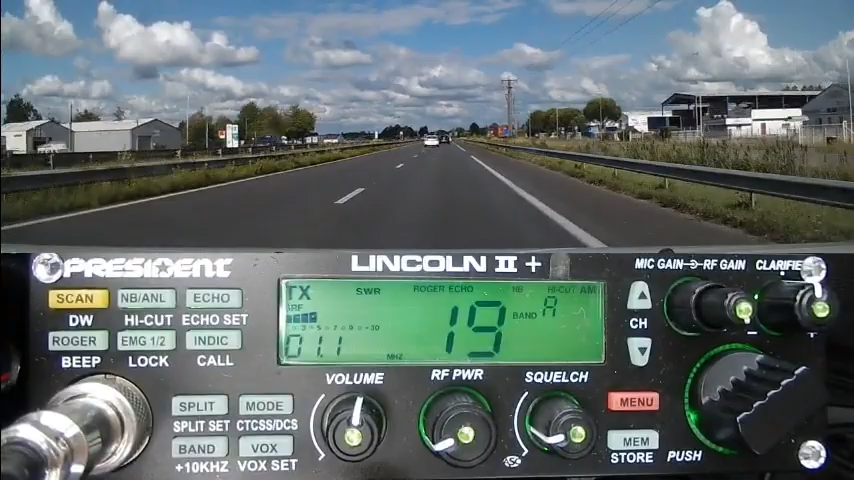 PRESIDENT
LINCOLN II +
MIC GAIN RF GAIN CLARIFIER
SCAN NB/ANL ECHO
DW HI-CUT ECHO SET
ROGER EMG 1/2 INDIC
BEEP LOCK CALL
SPLIT MODE
SPLIT SET CTCSS/DCS
BAND VOX
+10KHZ VOX SET
TX SWR ROGER ECHO NB HI-CUT AM
RF
19 BAND A
01.1 MHZ
CH
VOLUME RF PWR SQUELCH
MENU
MEM
STORE PUSH
ASC